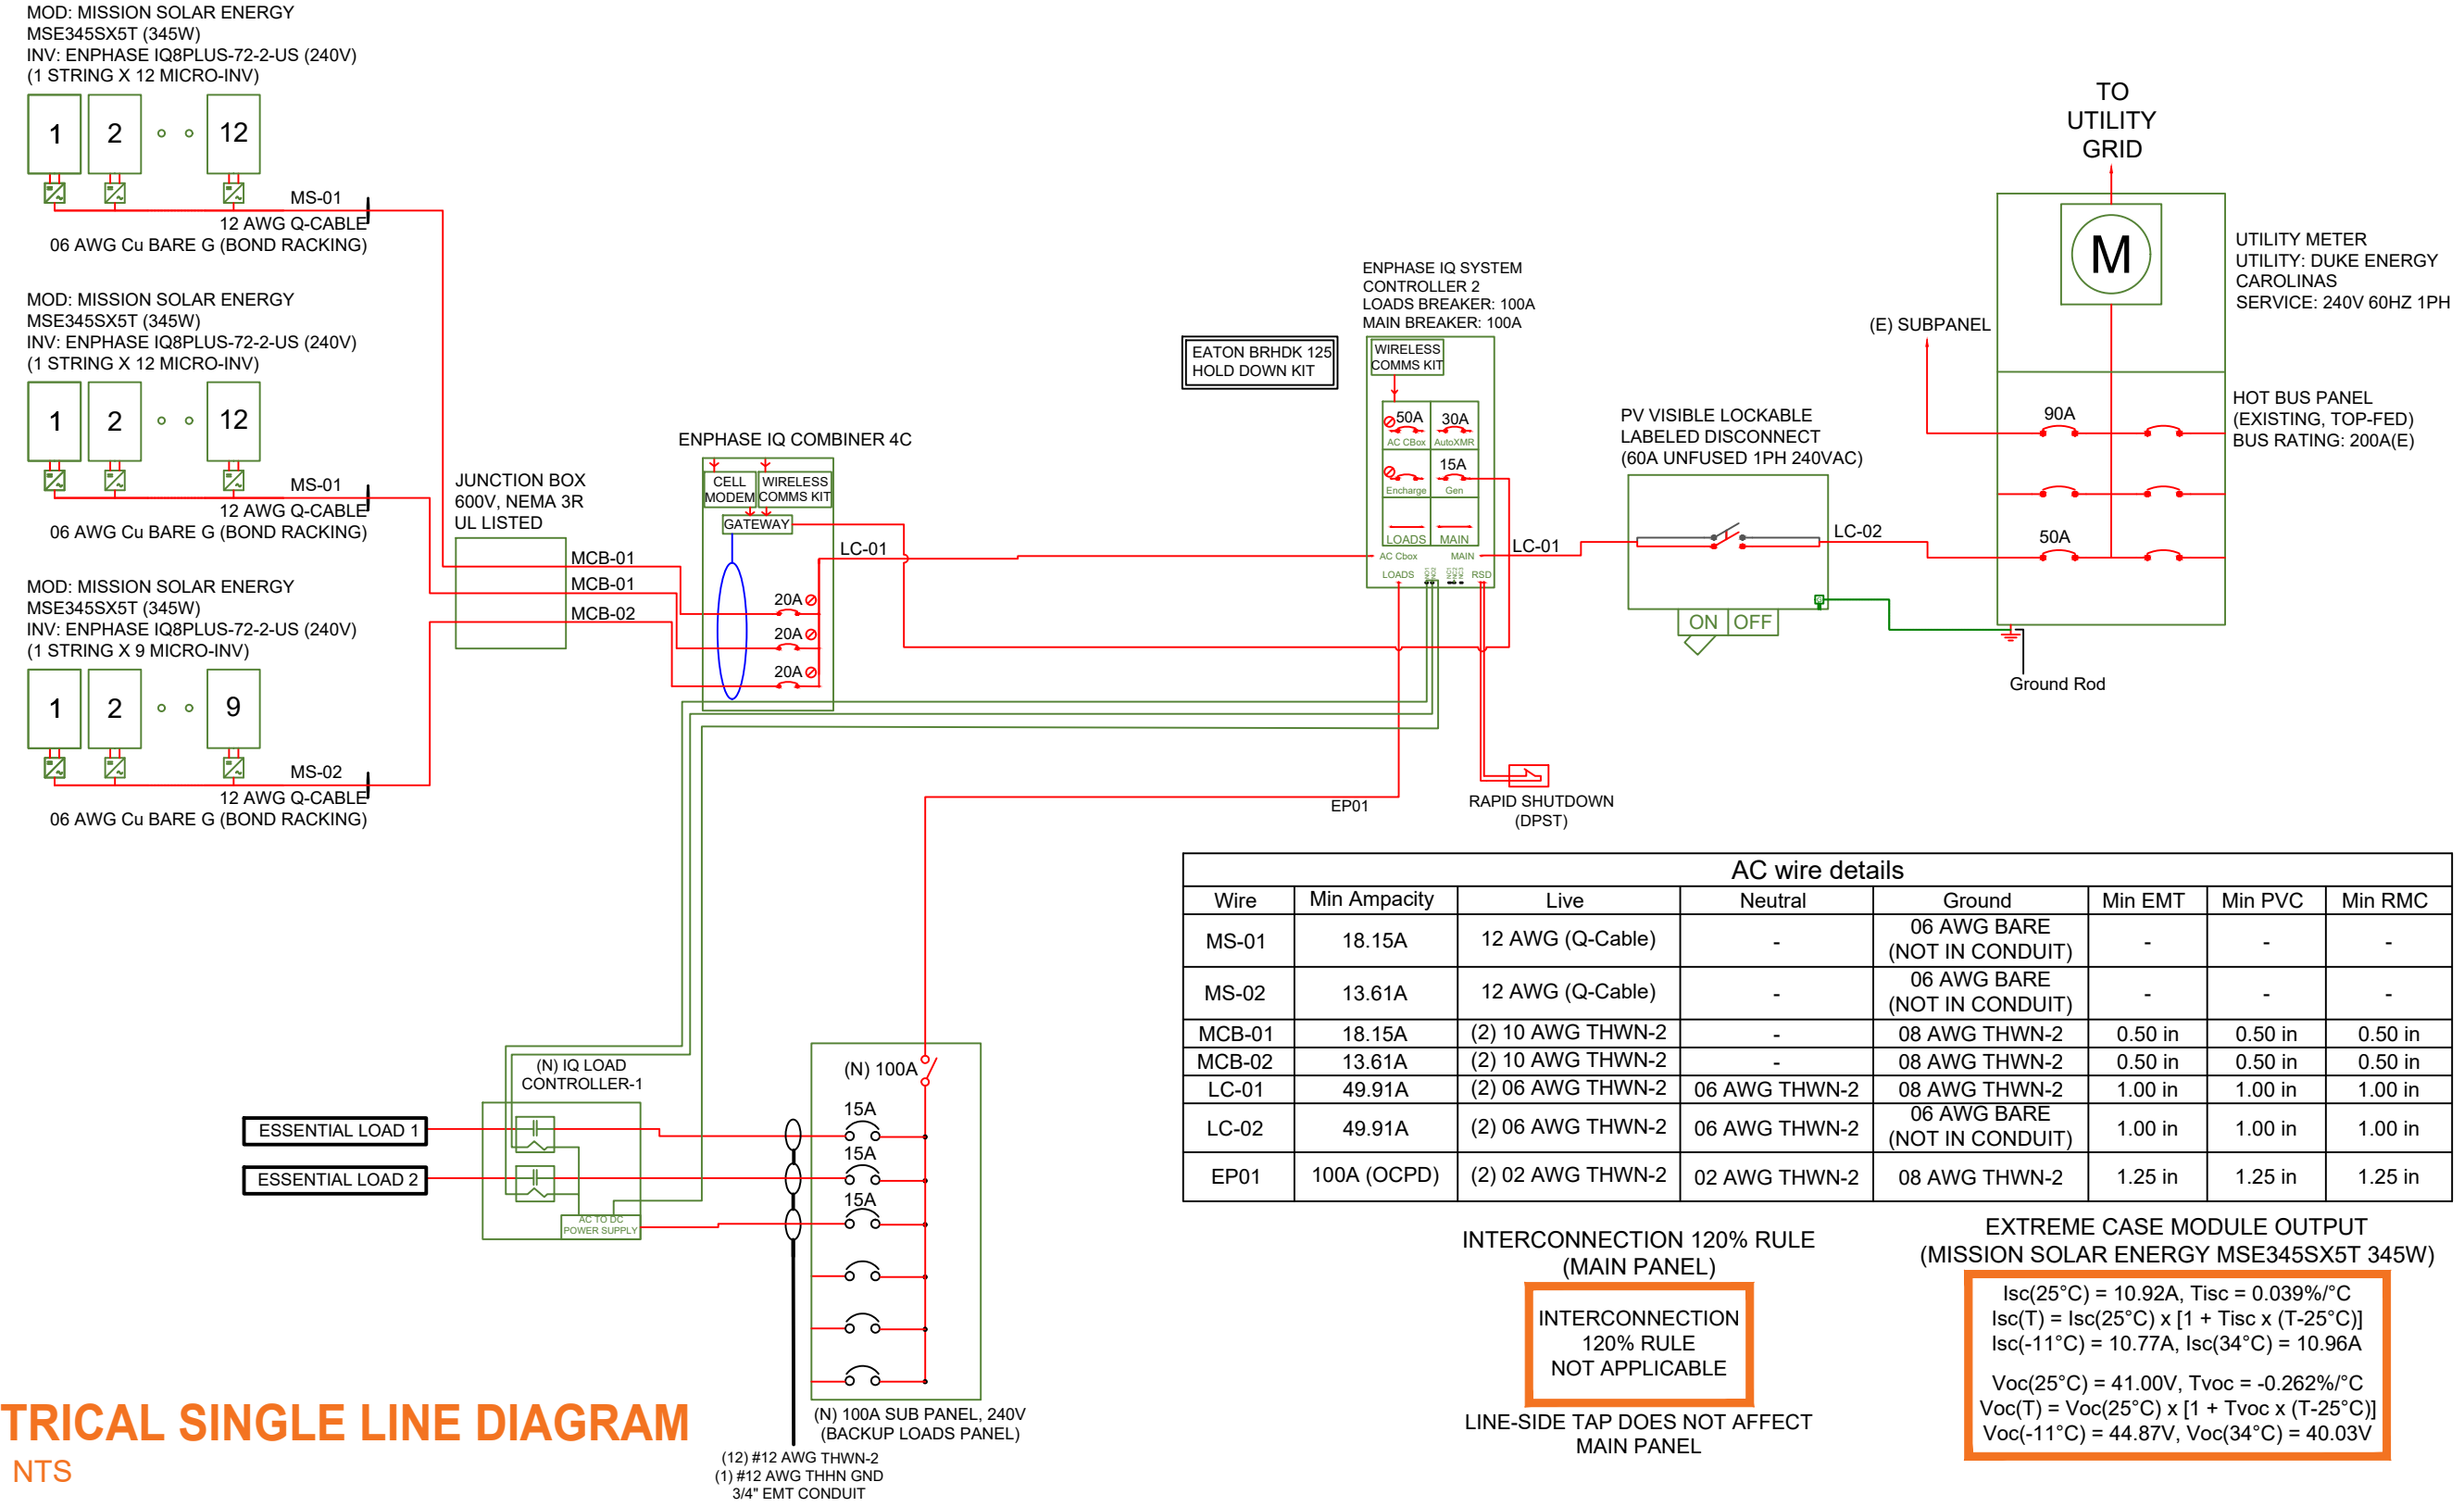 MOD: MISSION SOLAR ENERGY
MSE345SX5T (345W)
INV: ENPHASE IQ8PLUS-72-2-US (240V)
(1 STRING X 12 MICRO-INV)
1
2
12
MS-01
12 AWG Q-CABLE
06 AWG Cu BARE G (BOND RACKING)
MOD: MISSION SOLAR ENERGY
MSE345SX5T (345W)
INV: ENPHASE IQ8PLUS-72-2-US (240V)
(1 STRING X 12 MICRO-INV)
1
2
12
MS-01
12 AWG Q-CABLE
06 AWG Cu BARE G (BOND RACKING)
MOD: MISSION SOLAR ENERGY
MSE345SX5T (345W)
INV: ENPHASE IQ8PLUS-72-2-US (240V)
(1 STRING X 9 MICRO-INV)
1
2
9
MS-02
12 AWG Q-CABLE
06 AWG Cu BARE G (BOND RACKING)
JUNCTION BOX
600V, NEMA 3R
UL LISTED
MCB-01
MCB-01
MCB-02
ENPHASE IQ COMBINER 4C
CELL
MODEM
WIRELESS
COMMS KIT
GATEWAY
LC-01
20A
20A
20A
EATON BRHDK 125
HOLD DOWN KIT
ENPHASE IQ SYSTEM
CONTROLLER 2
LOADS BREAKER: 100A
MAIN BREAKER: 100A
WIRELESS
COMMS KIT
50A
AC CBox
30A
AutoXMR
Encharge
15A
Gen
LOADS
MAIN
AC Cbox
MAIN
LOADS
NO1
NO2
NC1
NC2
NC3
RSD
LC-01
EP01
RAPID SHUTDOWN
(DPST)
PV VISIBLE LOCKABLE
LABELED DISCONNECT
(60A UNFUSED 1PH 240VAC)
ON
OFF
LC-02
TO
UTILITY
GRID
M
UTILITY METER
UTILITY: DUKE ENERGY
CAROLINAS
SERVICE: 240V 60HZ 1PH
(E) SUBPANEL
HOT BUS PANEL
(EXISTING, TOP-FED)
BUS RATING: 200A(E)
90A
50A
Ground Rod
AC wire details
Wire Min Ampacity Live Neutral Ground Min EMT Min PVC Min RMC
MS-01 18.15A 12 AWG (Q-Cable) - 06 AWG BARE (NOT IN CONDUIT) - - -
MS-02 13.61A 12 AWG (Q-Cable) - 06 AWG BARE (NOT IN CONDUIT) - - -
MCB-01 18.15A (2) 10 AWG THWN-2 - 08 AWG THWN-2 0.50 in 0.50 in 0.50 in
MCB-02 13.61A (2) 10 AWG THWN-2 - 08 AWG THWN-2 0.50 in 0.50 in 0.50 in
LC-01 49.91A (2) 06 AWG THWN-2 06 AWG THWN-2 08 AWG THWN-2 1.00 in 1.00 in 1.00 in
LC-02 49.91A (2) 06 AWG THWN-2 06 AWG THWN-2 06 AWG BARE (NOT IN CONDUIT) 1.00 in 1.00 in 1.00 in
EP01 100A (OCPD) (2) 02 AWG THWN-2 02 AWG THWN-2 08 AWG THWN-2 1.25 in 1.25 in 1.25 in
(N) IQ LOAD
CONTROLLER-1
ESSENTIAL LOAD 1
ESSENTIAL LOAD 2
AC TO DC
POWER SUPPLY
(N) 100A
15A
15A
15A
(N) 100A SUB PANEL, 240V
(BACKUP LOADS PANEL)
(12) #12 AWG THWN-2
(1) #12 AWG THHN GND
3/4" EMT CONDUIT
INTERCONNECTION 120% RULE
(MAIN PANEL)
INTERCONNECTION
120% RULE
NOT APPLICABLE
LINE-SIDE TAP DOES NOT AFFECT
MAIN PANEL
EXTREME CASE MODULE OUTPUT
(MISSION SOLAR ENERGY MSE345SX5T 345W)
Isc(25°C) = 10.92A, Tisc = 0.039%/°C
Isc(T) = Isc(25°C) x [1 + Tisc x (T-25°C)]
Isc(-11°C) = 10.77A, Isc(34°C) = 10.96A
Voc(25°C) = 41.00V, Tvoc = -0.262%/°C
Voc(T) = Voc(25°C) x [1 + Tvoc x (T-25°C)]
Voc(-11°C) = 44.87V, Voc(34°C) = 40.03V
TRICAL SINGLE LINE DIAGRAM
NTS